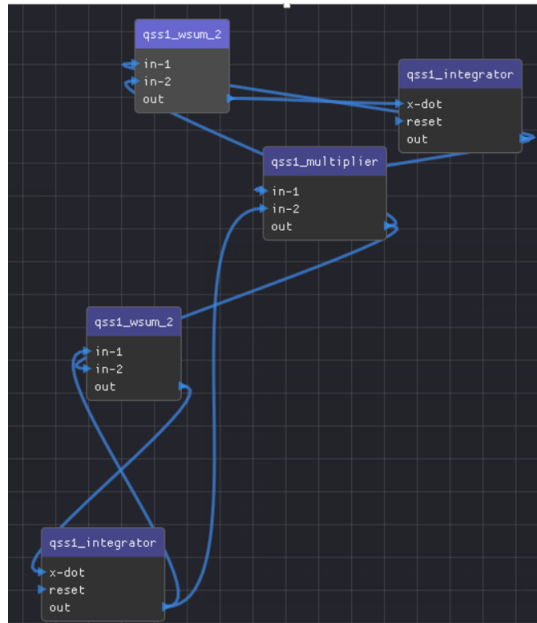 qss1_wsum_2
in-1
in-2
out
qss1_integrator
x-dot
reset
out
qss1_multiplier
in-1
in-2
out
qss1_wsum_2
in-1
in-2
out
qss1_integrator
x-dot
reset
out